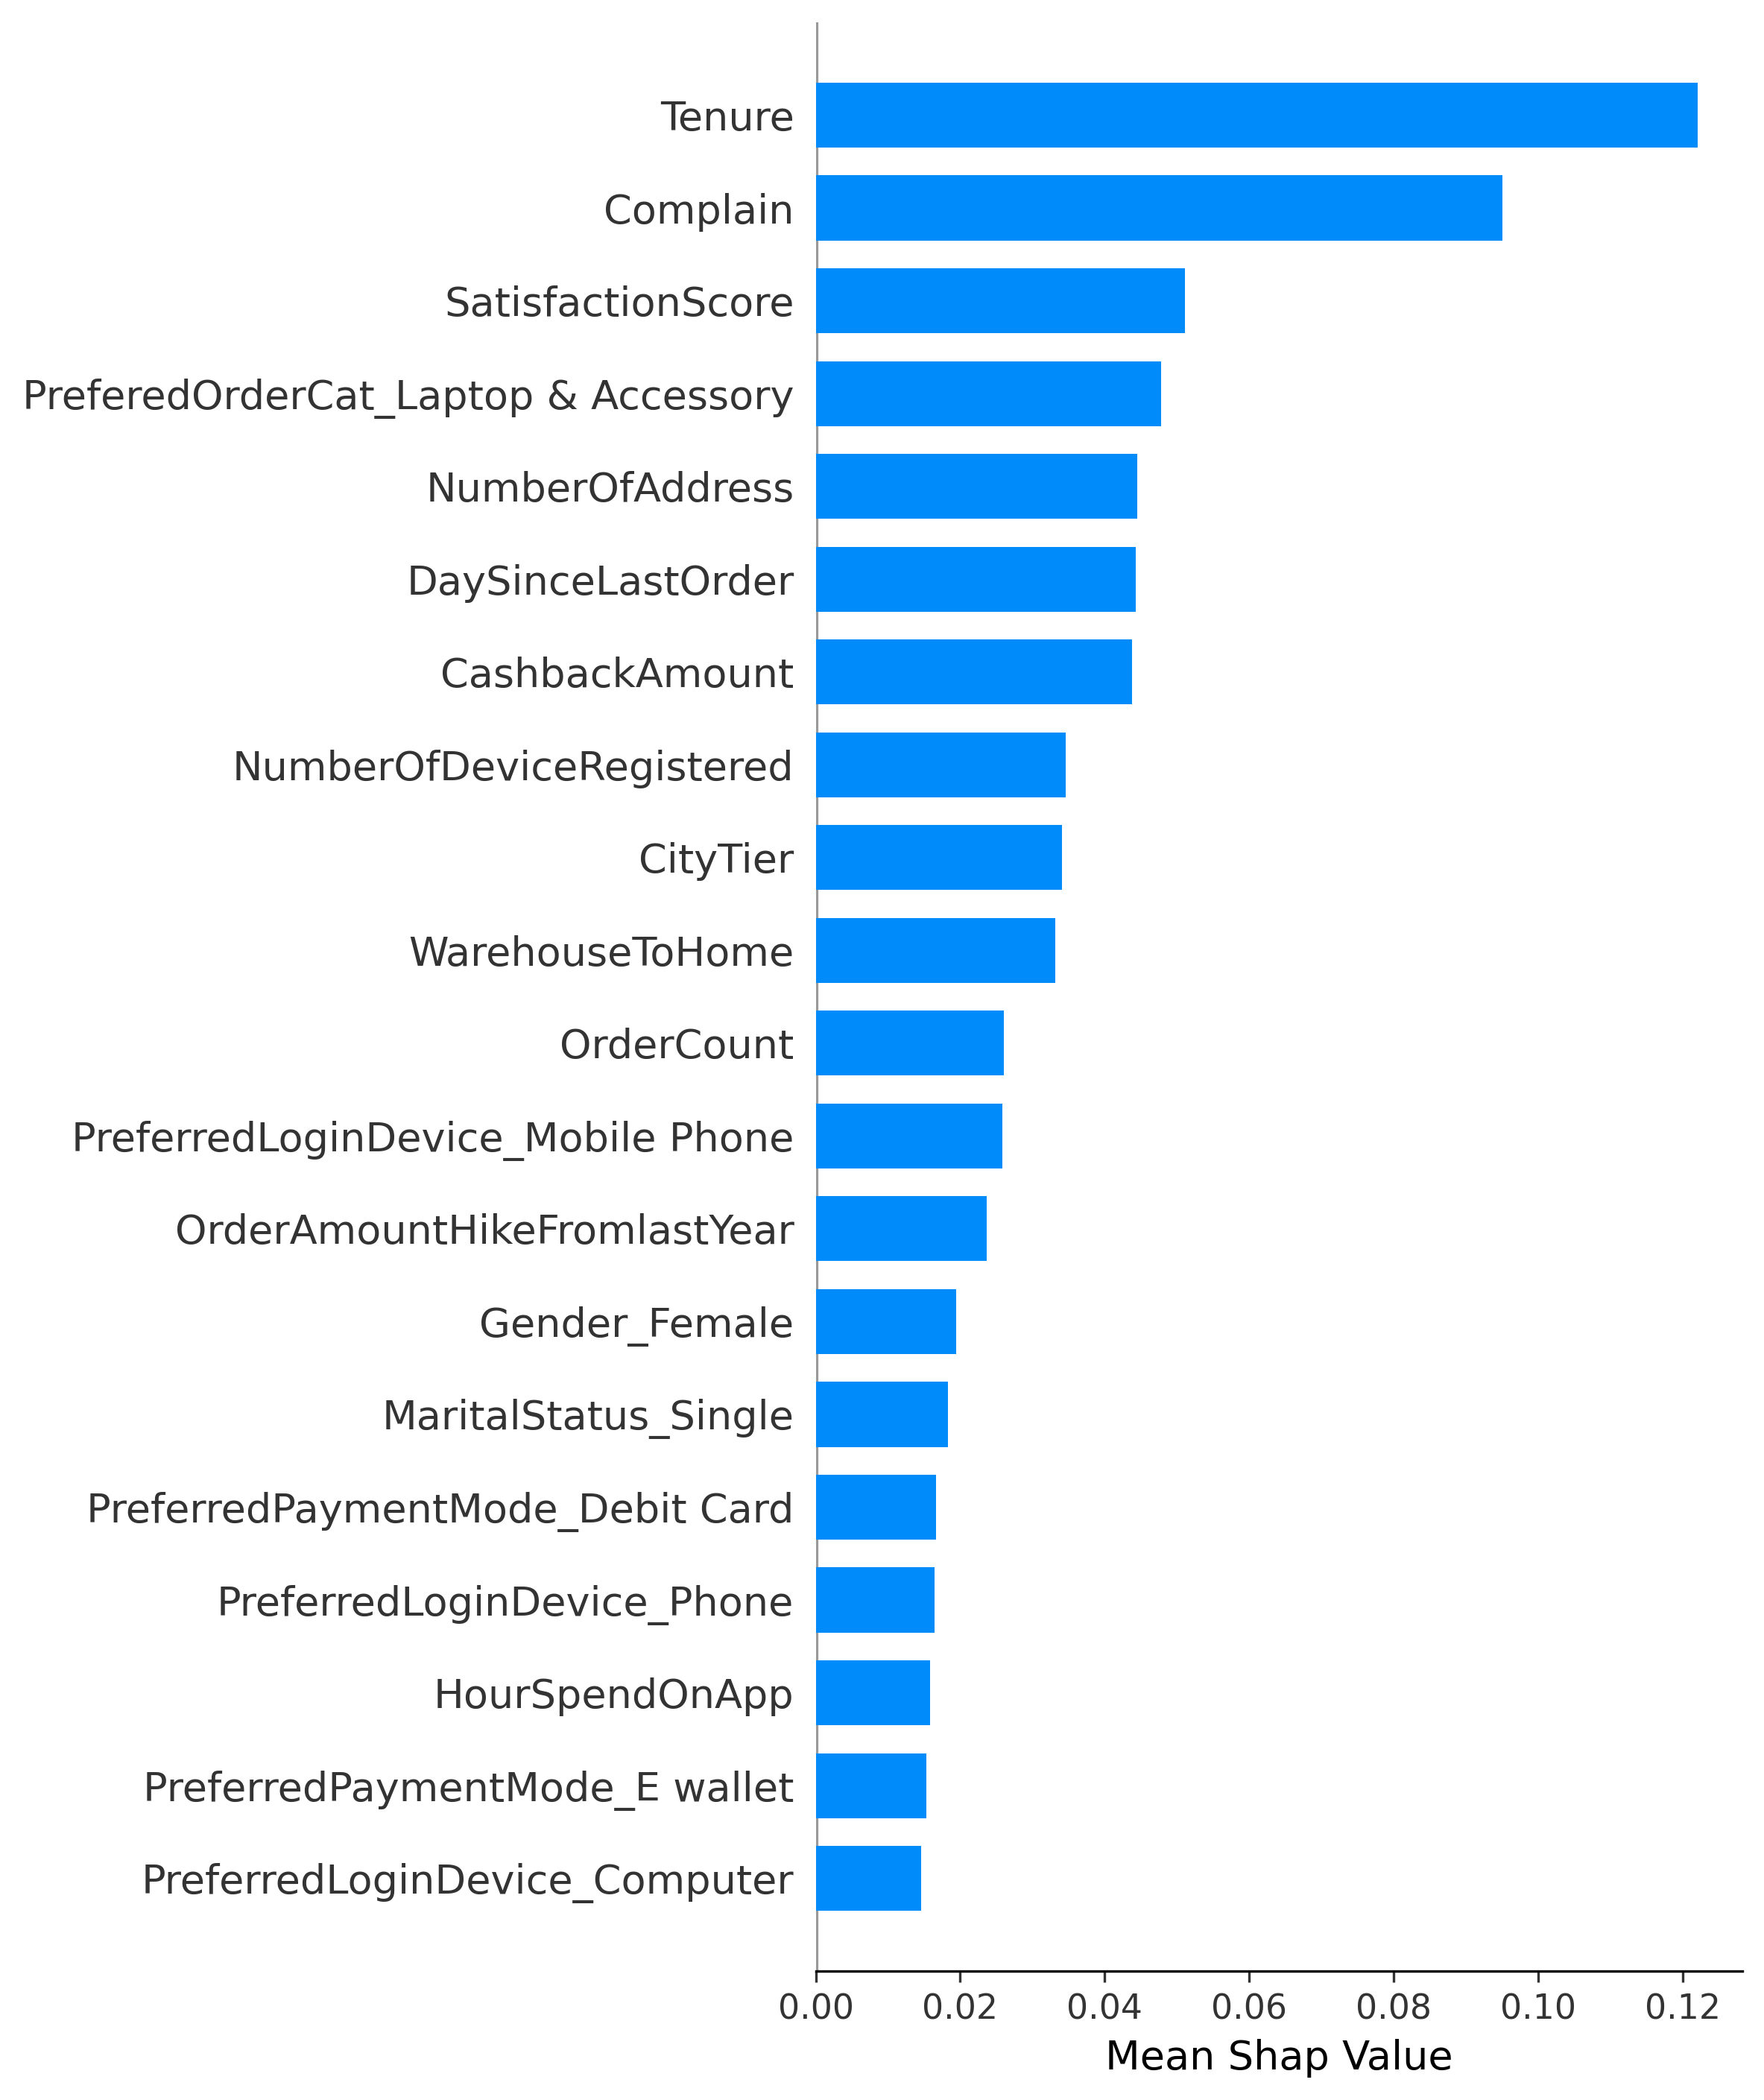 Tenure
Complain
SatisfactionScore
PreferedOrderCat_Laptop & Accessory
NumberOfAddress
DaySinceLastOrder
CashbackAmount
NumberOfDeviceRegistered
CityTier
WarehouseToHome
OrderCount
PreferredLoginDevice_Mobile Phone
OrderAmountHikeFromlastYear
Gender_Female
MaritalStatus_Single
PreferredPaymentMode_Debit Card
PreferredLoginDevice_Phone
HourSpendOnApp
PreferredPaymentMode_E wallet
PreferredLoginDevice_Computer
0.00 0.02 0.04 0.06 0.08 0.10 0.12
Mean Shap Value